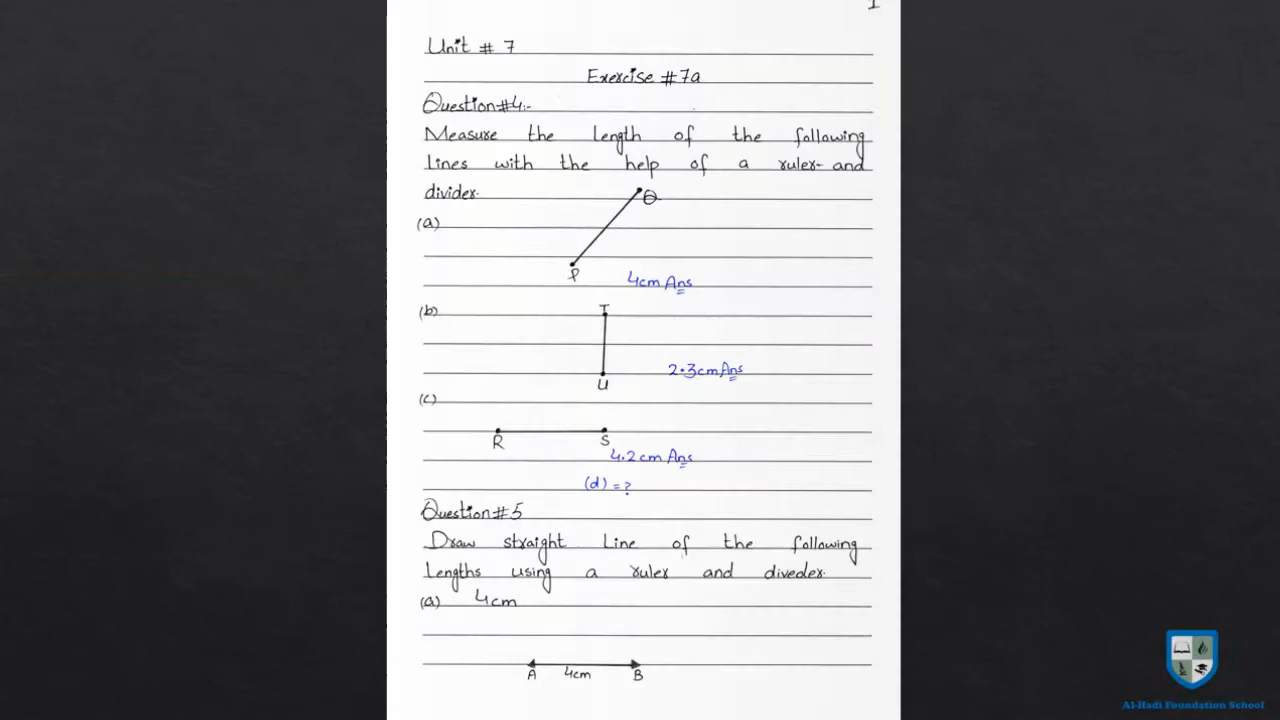 1
Unit # 7
Exercise #7a
Question#4:-
Measure the length of the following
lines with the help of a ruler and
divider.
Q
(a)
P
4cm Ans
(b)
T
2.3cm Ans
U
(c)
R S
4.2cm Ans
(d) = ?
Question#5
Draw straight Line of the following
Lengths using a ruler and diveder.
(a) 4cm
A 4cm B
Al-Hadi Foundation School